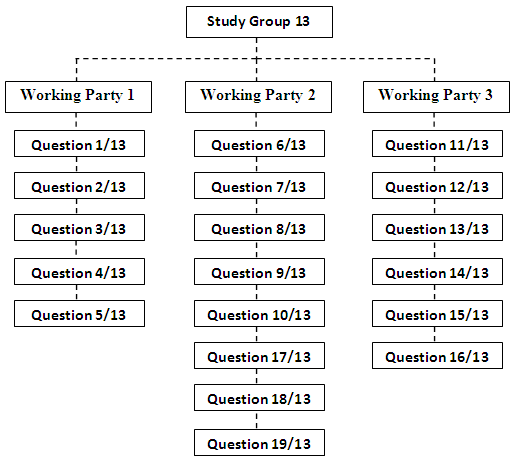 Study Group 13
Working Party 1
Question 1/13
Question 2/13
Question 3/13
Question 4/13
Question 5/13
Working Party 2
Question 6/13
Question 7/13
Question 8/13
Question 9/13
Question 10/13
Question 17/13
Question 18/13
Question 19/13
Working Party 3
Question 11/13
Question 12/13
Question 13/13
Question 14/13
Question 15/13
Question 16/13